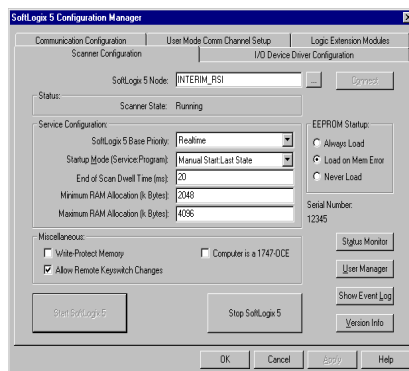 SoftLogix 5 Configuration Manager
Communication Configuration
User Mode Comm Channel Setup
Logic Extension Modules
Scanner Configuration
I/O Device Driver Configuration
SoftLogix 5 Node: INTERIM_RSI ... Connect
Status:
Scanner State: Running
Service Configuration:
SoftLogix 5 Base Priority: Realtime
Startup Mode (Service:Program): Manual Start:Last State
End of Scan Dwell Time (ms): 20
Minimum RAM Allocation (k Bytes) 2048
Maximum RAM Allocation (k Bytes) 4096
EEPROM Startup:
Always Load
Load on Mem Error
Never Load
Serial Number:
12345
Miscellaneous:
Write-Protect Memory
Computer is a 1747-OCE
Allow Remote Keyswitch Changes
Status Monitor
User Manager
Show Event Log
Version Info
Start SoftLogix 5
Stop SoftLogix 5
OK Cancel Apply Help